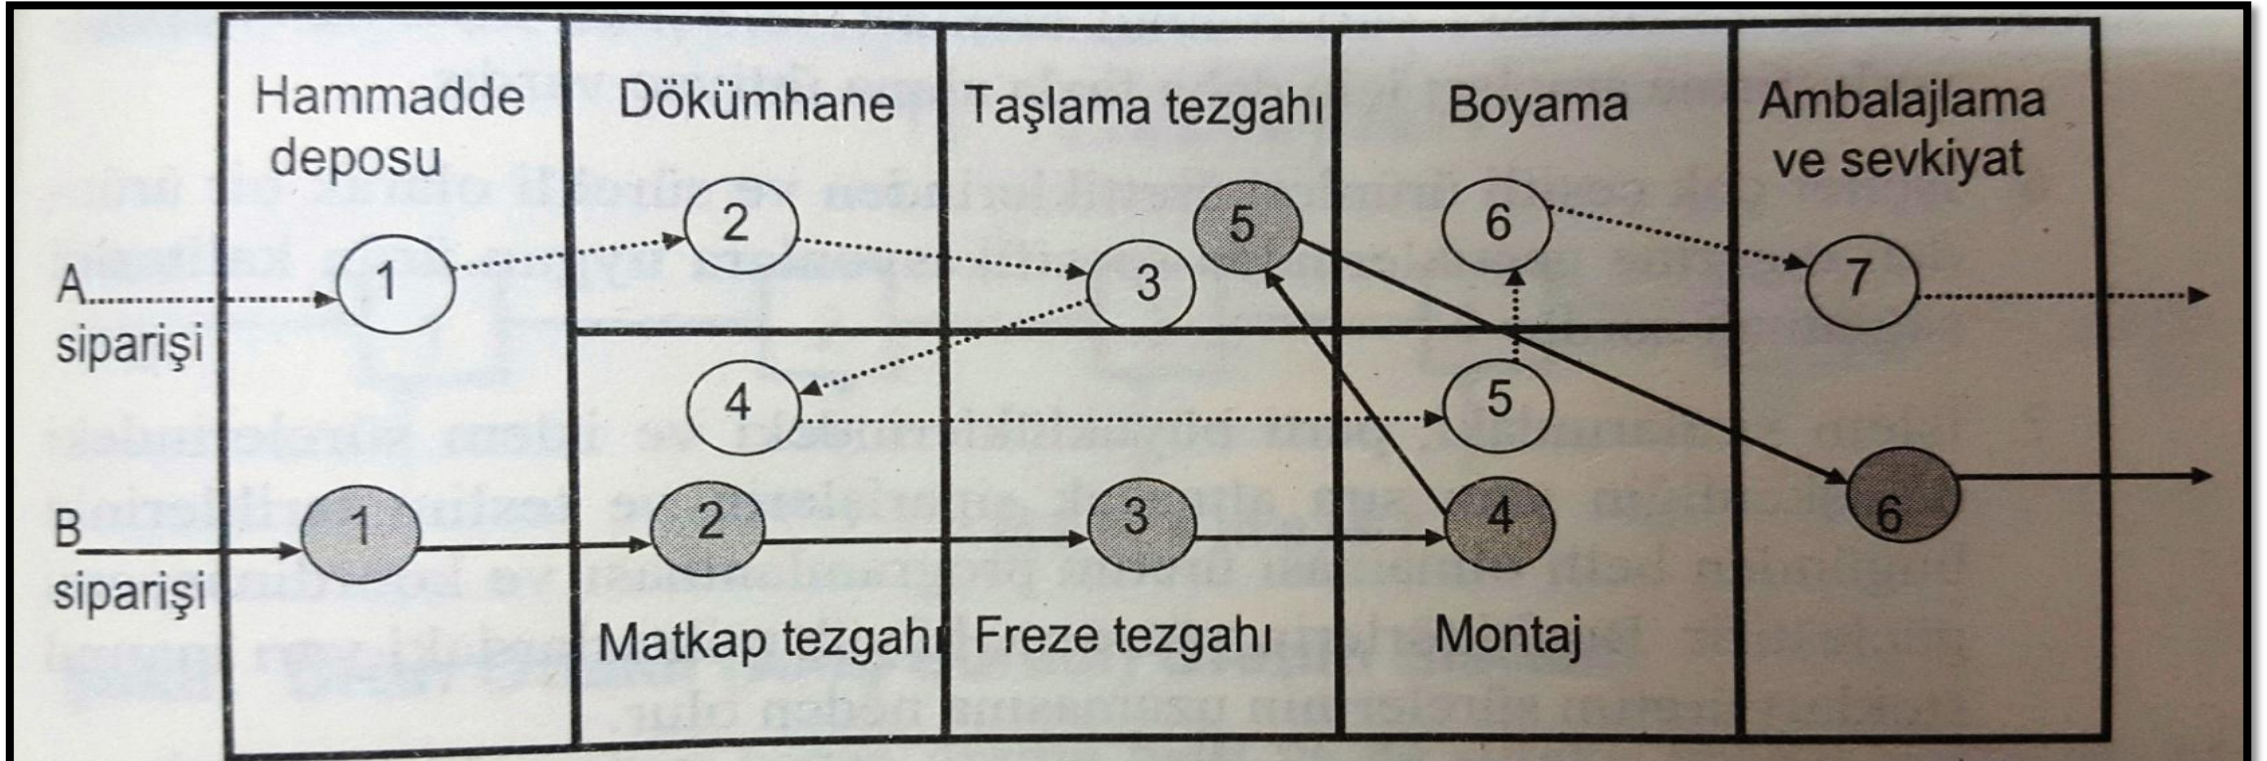 Hammadde
deposu
Dökümhane
Taşlama tezgahı
Boyama
Ambalajlama
ve sevkiyat
2
5
6
1
3
7
A
siparişi
4
5
B
siparişi
1
2
3
4
6
Matkap tezgahı
Freze tezgahı
Montaj